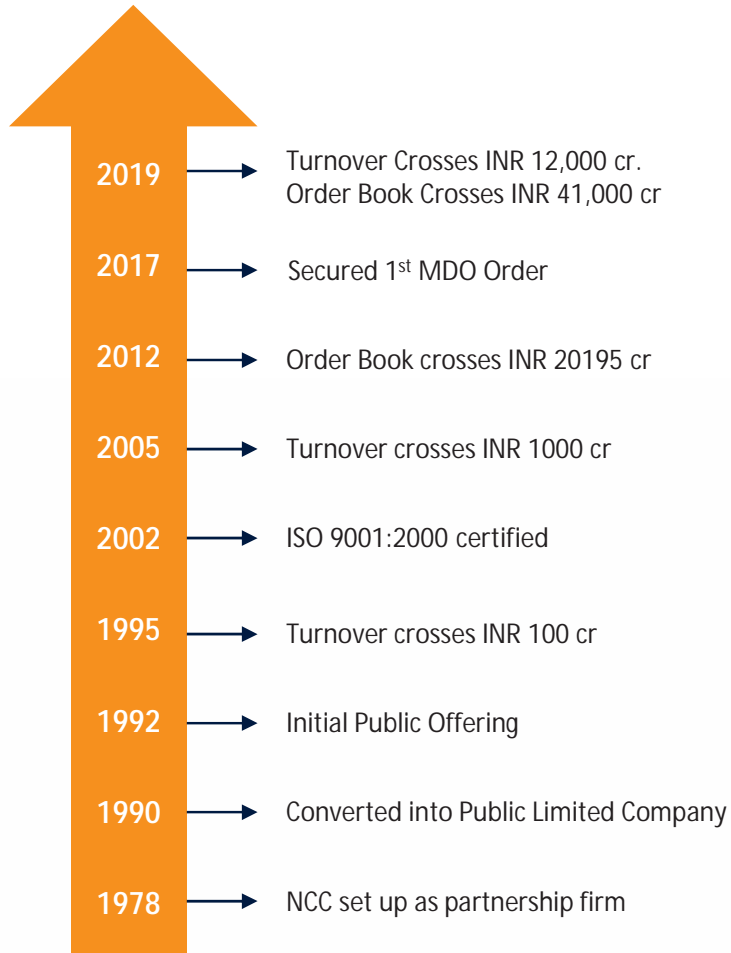 2019
Turnover Crosses INR 12,000 cr.
Order Book Crosses INR 41,000 cr
2017
Secured 1st MDO Order
2012
Order Book crosses INR 20195 cr
2005
Turnover crosses INR 1000 cr
2002
ISO 9001:2000 certified
1995
Turnover crosses INR 100 cr
1992
Initial Public Offering
1990
Converted into Public Limited Company
1978
NCC set up as partnership firm